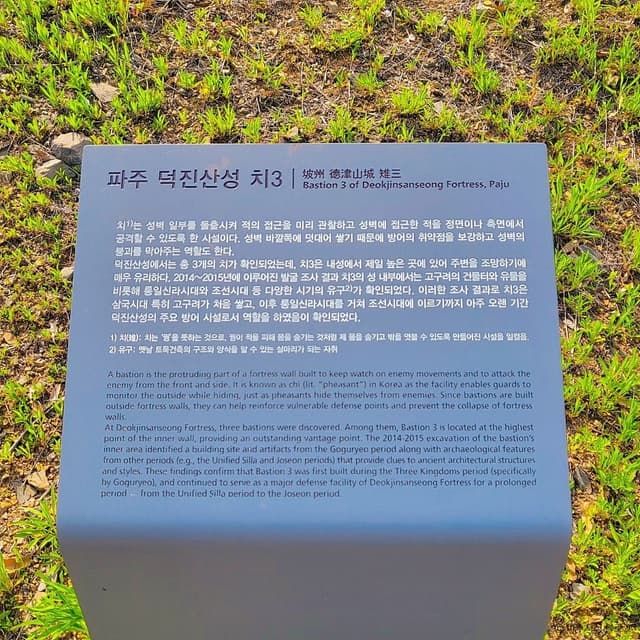 파주 덕진산성 치3
坡州 德津山城 雉三
Bastion 3 of Deokjinsanseong Fortress, Paju
치1)는 성벽 일부를 돌출시켜 적의 접근을 미리 관찰하고 성벽에 접근한 적을 정면이나 측면에서
공격할 수 있도록 한 시설이다. 성벽 바깥쪽에 덧대어 쌓기 때문에 방어의 취약점을 보강하고 성벽의
붕괴를 막아주는 역할도 한다.
덕진산성에서는 총 3개의 치가 확인되었는데, 치3은 내성에서 제일 높은 곳에 있어 주변을 조망하기에
매우 유리하다. 2014~2015년에 이루어진 발굴 조사 결과 치3의 성 내부에서는 고구려의 건물터와 유물을
비롯해 통일신라시대와 조선시대 등 다양한 시기의 유구2)가 확인되었다. 이러한 조사 결과로 치3은
삼국시대 특히 고구려가 처음 쌓고, 이후 통일신라시대를 거쳐 조선시대에 이르기까지 아주 오랜 기간
덕진산성의 주요 방어 시설로서 역할을 하였음이 확인되었다.
1) 치(雉): 치는 ‘꿩’을 뜻하는 것으로, 꿩이 적을 피해 몸을 숨기는 것처럼 제 몸을 숨기고 밖을 엿볼 수 있도록 만들어진 시설을 일컬음.
2) 유구: 옛날 토목건축의 구조와 양식을 알 수 있는 실마리가 되는 자취
A bastion is the protruding part of a fortress wall built to keep watch on enemy movements and to attack the
enemy from the front and side. It is known as chi (lit. "pheasant") in Korea as the facility enables guards to
monitor the outside while hiding, just as pheasants hide themselves from enemies. Since bastions are built
outside fortress walls, they can help reinforce vulnerable defense points and prevent the collapse of fortress
walls.
At Deokjinsanseong Fortress, three bastions were discovered. Among them, Bastion 3 is located at the highest
point of the inner wall, providing an outstanding vantage point. The 2014-2015 excavation of the bastion's
inner area identified a building site and artifacts from the Goguryeo period along with archaeological features
from other periods (e.g., the Unified Silla and Joseon periods) that provide clues to ancient architectural structures
and styles. These findings confirm that Bastion 3 was first built during the Three Kingdoms period (specifically
by Goguryeo), and continued to serve as a major defense facility of Deokjinsanseong Fortress for a prolonged
period — from the Unified Silla period to the Joseon period.